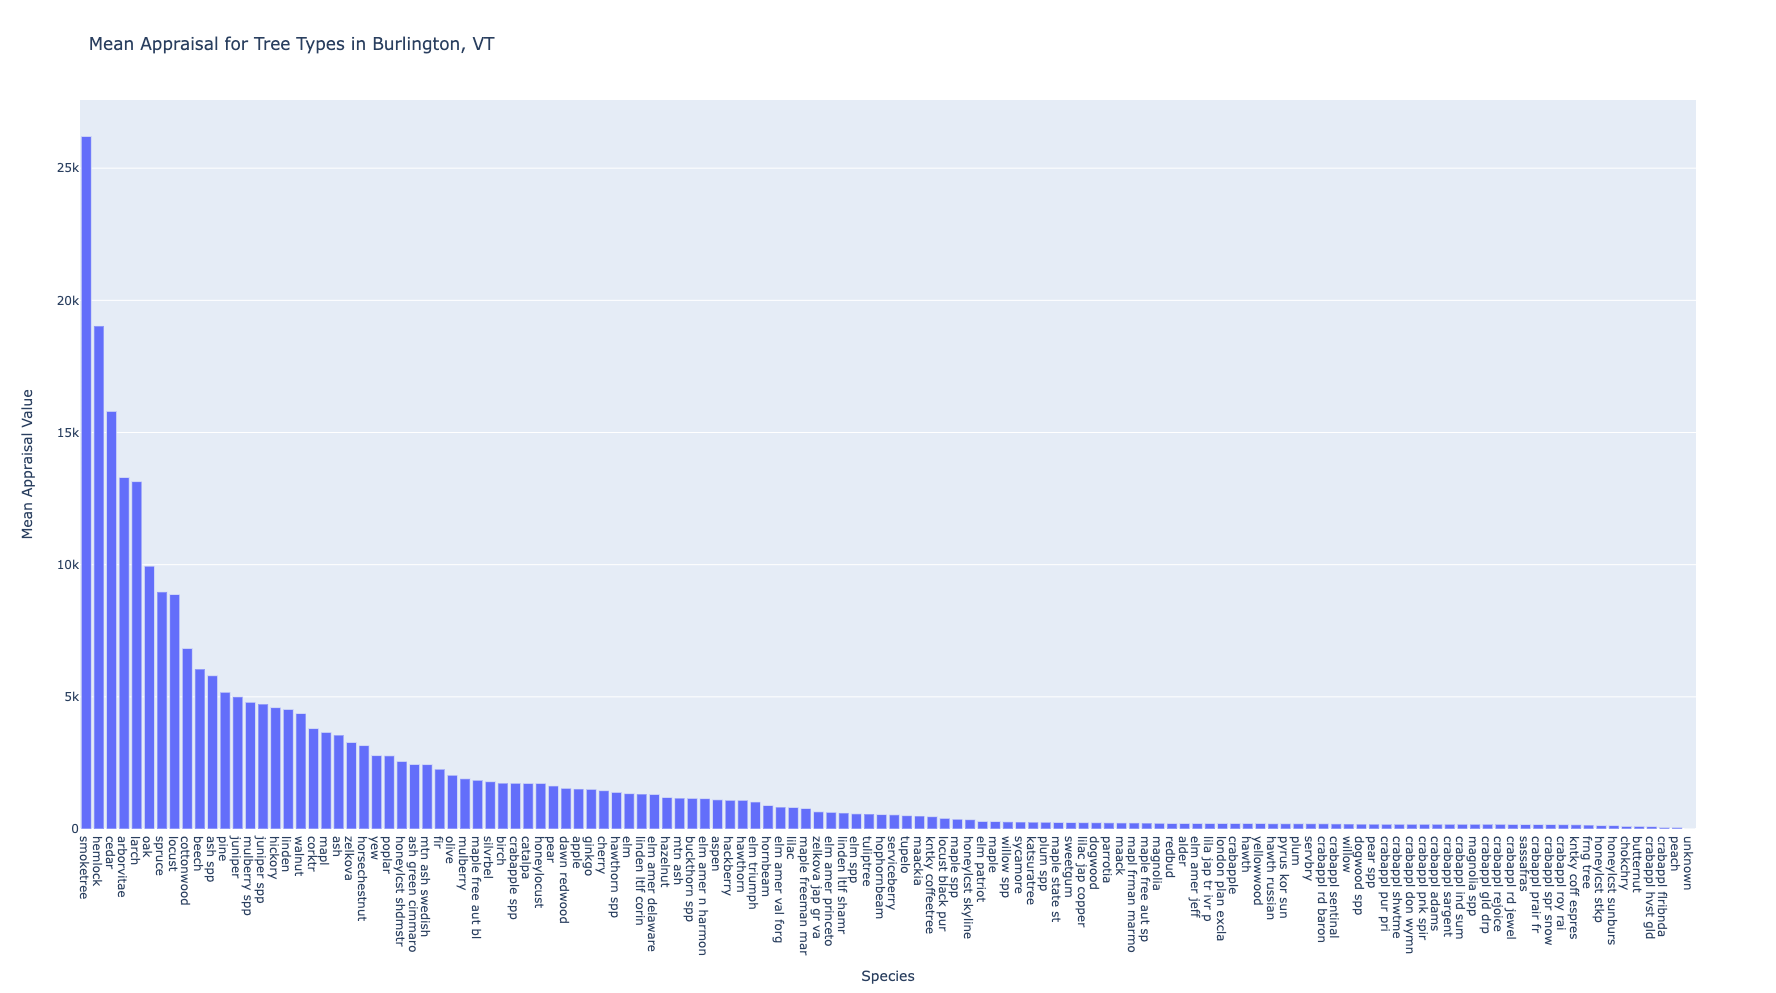 Mean Appraisal for Tree Types in Burlington, VT
Mean Appraisal Value
25k
20k
15k
10k
5k
0
smoketree
hemlock
cedar
arborvitae
larch
oak
spruce
locust
cottonwood
beech
ash spp
pine
juniper
mulberry spp
juniper spp
hickory
linden
walnut
corktr
mapl
ash
zelkova
horsechestnut
yew
poplar
honeylcst shdmstr
ash green cimmaro
mtn ash swedish
fir
olive
mulberry
maple free aut bl
silvrbel
birch
crabapple spp
catalpa
honeylocust
pear
dawn redwood
apple
ginkgo
cherry
hawthorn spp
elm
linden ltlf corin
elm amer delaware
hazelnut
mtn ash
buckthorn spp
elm amer n harmon
aspen
hackberry
hawthorn
elm triumph
hornbeam
elm amer val forg
lilac
maple freeman mar
zelkova jap gr va
elm amer princeto
linden ltlf shamr
elm spp
tuliptree
hophornbeam
serviceberry
tupelo
maackia
kntky coffeetree
locust black pur
maple spp
honeylcst skyline
elm patriot
maple
willow spp
sycamore
katsuratree
plum spp
maple state st
sweetgum
lilac jap copper
dogwood
parrotia
maack
mapl frman marmo
maple free aut sp
magnolia
redbud
alder
elm amer jeff
lila jap tr ivr p
london plan excla
crabapple
hawth
yellowwood
hawth russian
pyrus kor sun
plum
servbry
crabappl rd baron
crabappl sentinal
willow
dogwood spp
pear spp
crabappl pur pri
crabappl shwtme
crabappl don wymn
crabappl pnk spir
crabappl adams
crabappl sargent
crabappl ind sum
magnolia spp
crabappl gld drp
crabappl rejoice
crabappl rd jewel
sassafras
crabappl prair fr
crabappl spr snow
crabappl roy rai
kntky coff espres
frng tree
honeylcst stkp
honeylcst sunburs
chokchry
butternut
crabappl hvst gld
crabappl flribnda
peach
unknown
Species